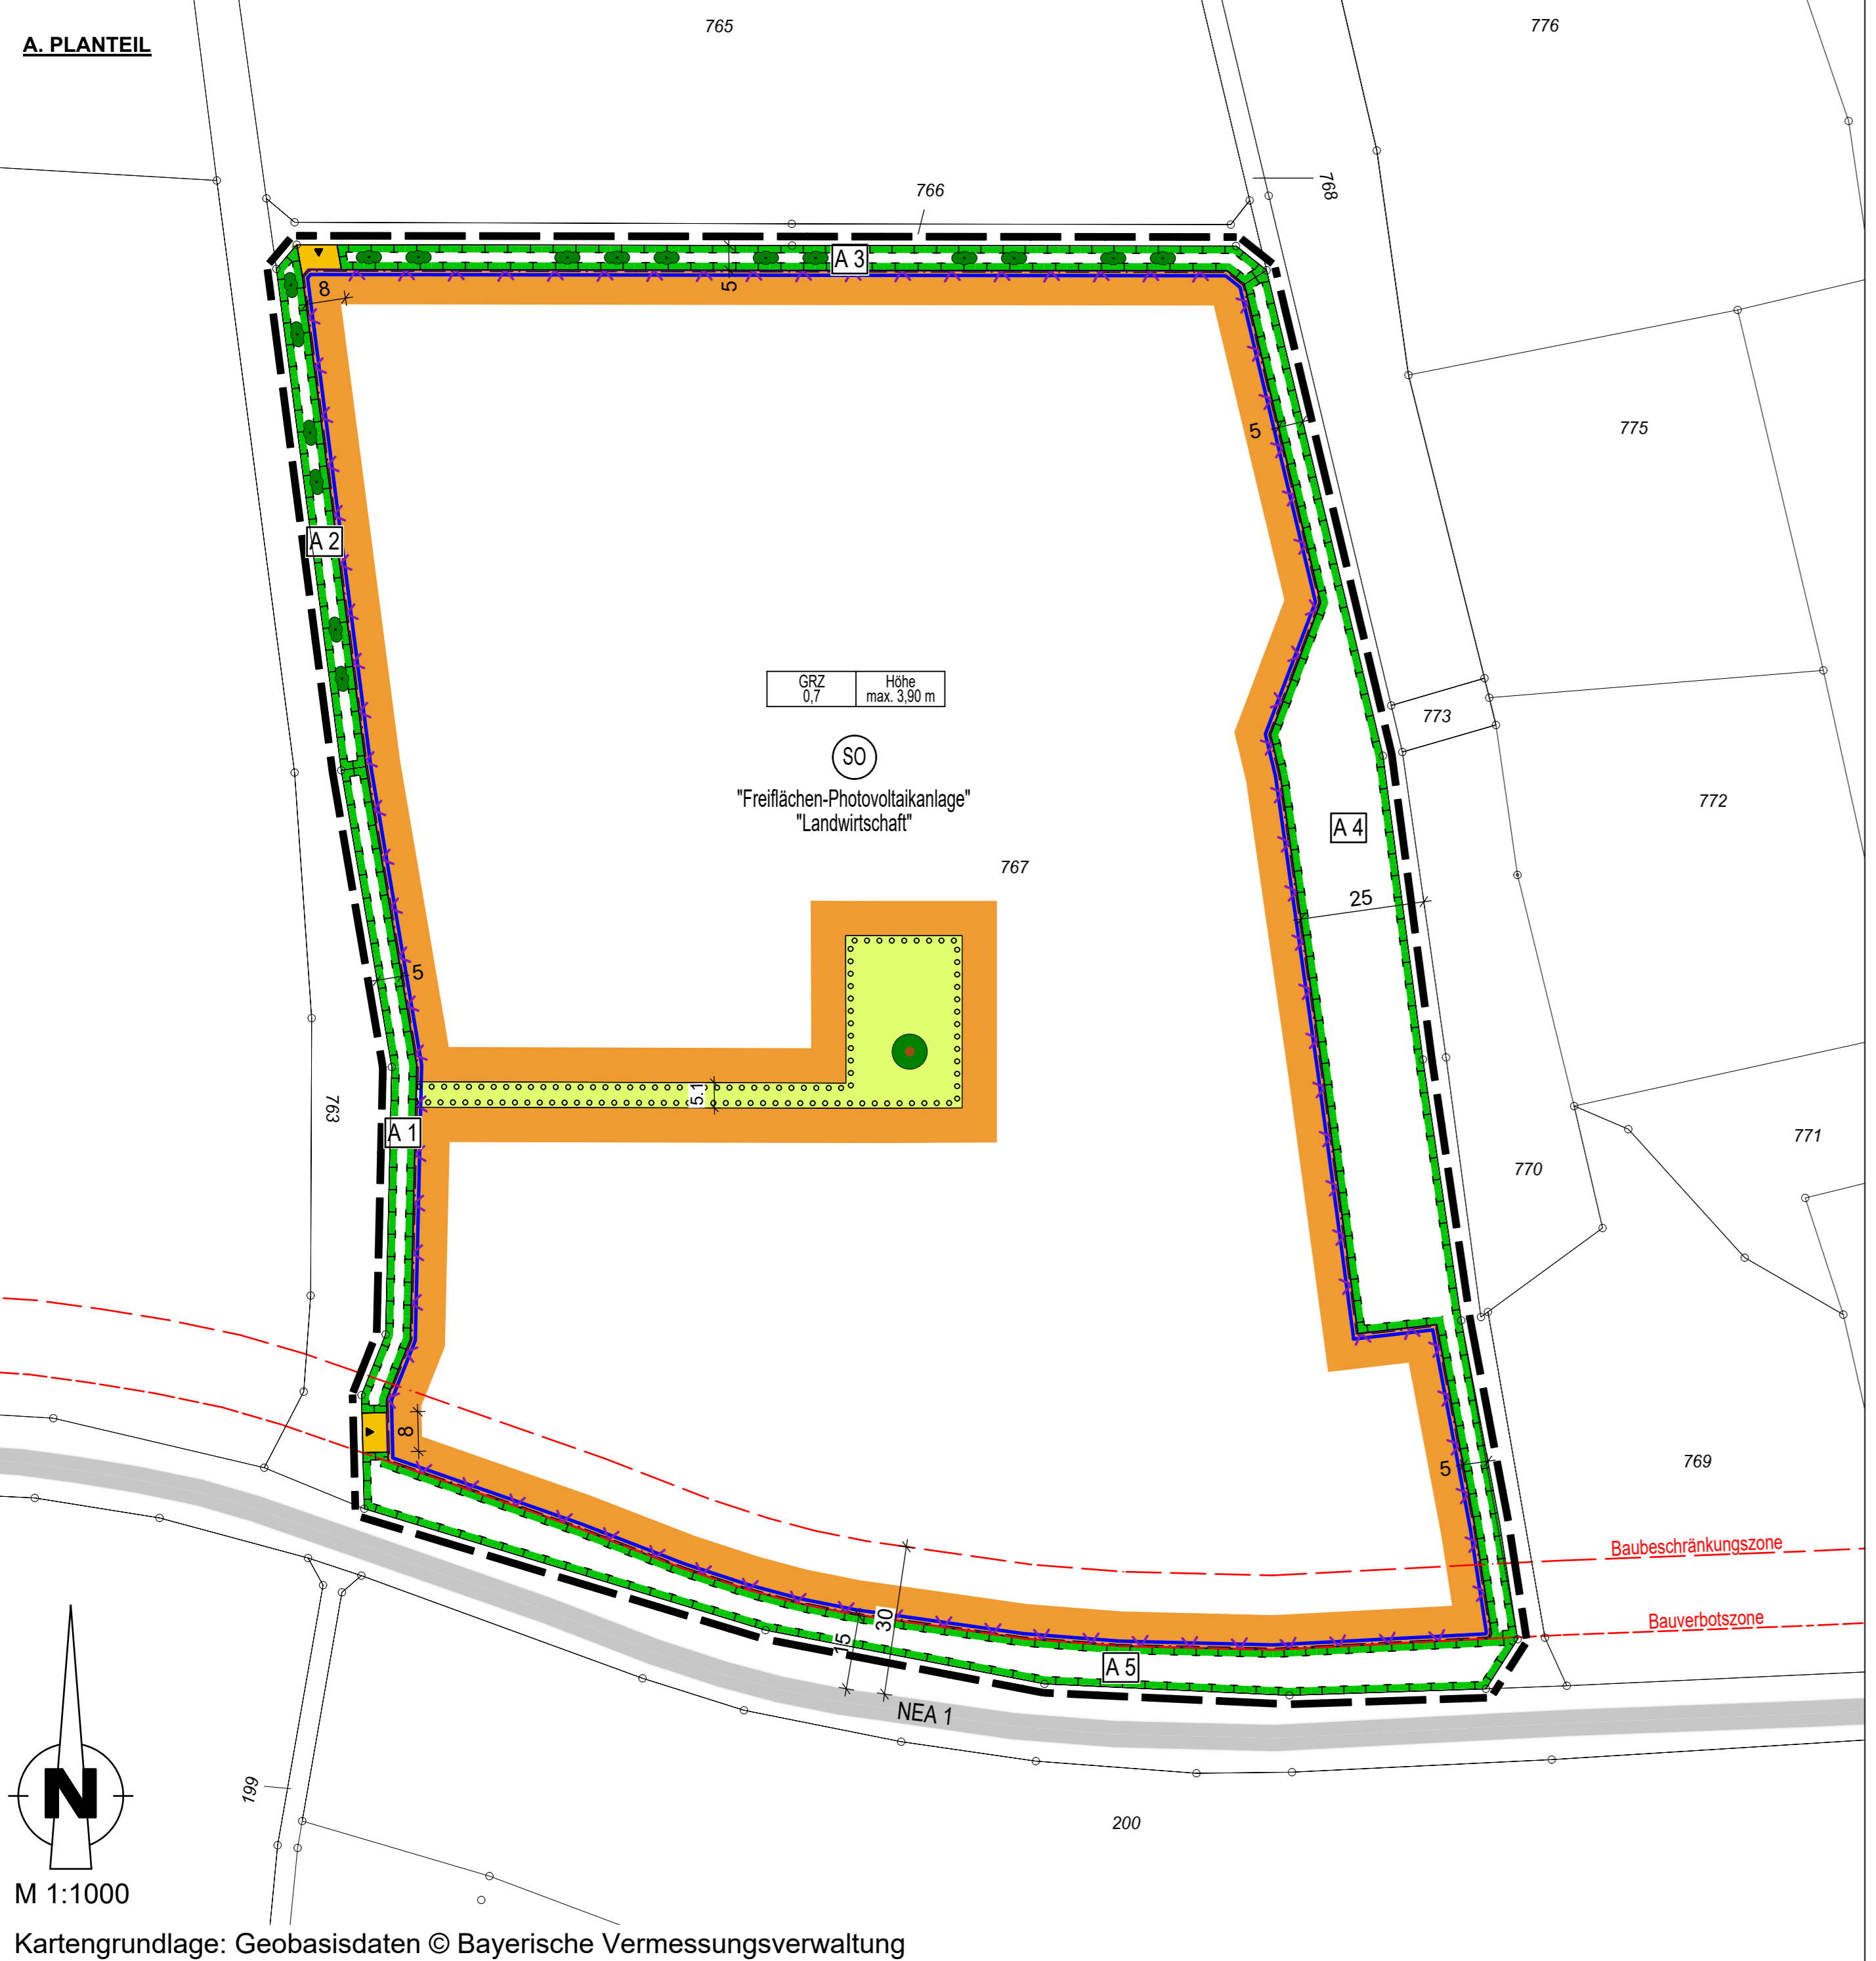 765
776
A. PLANTEIL
768
766
A 3
8
5
5
775
A 2
GRZ
0,7
Höhe
max. 3,90 m
773
SO
"Freiflächen-Photovoltaikanlage"
"Landwirtschaft"
772
A 4
767
25
5
5.1
763
A 1
771
770
8
5
769
Baubeschränkungszone
Bauverbotszone
30
15
A 5
NEA 1
199
200
N
M 1:1000
Kartengrundlage: Geobasisdaten © Bayerische Vermessungsverwaltung